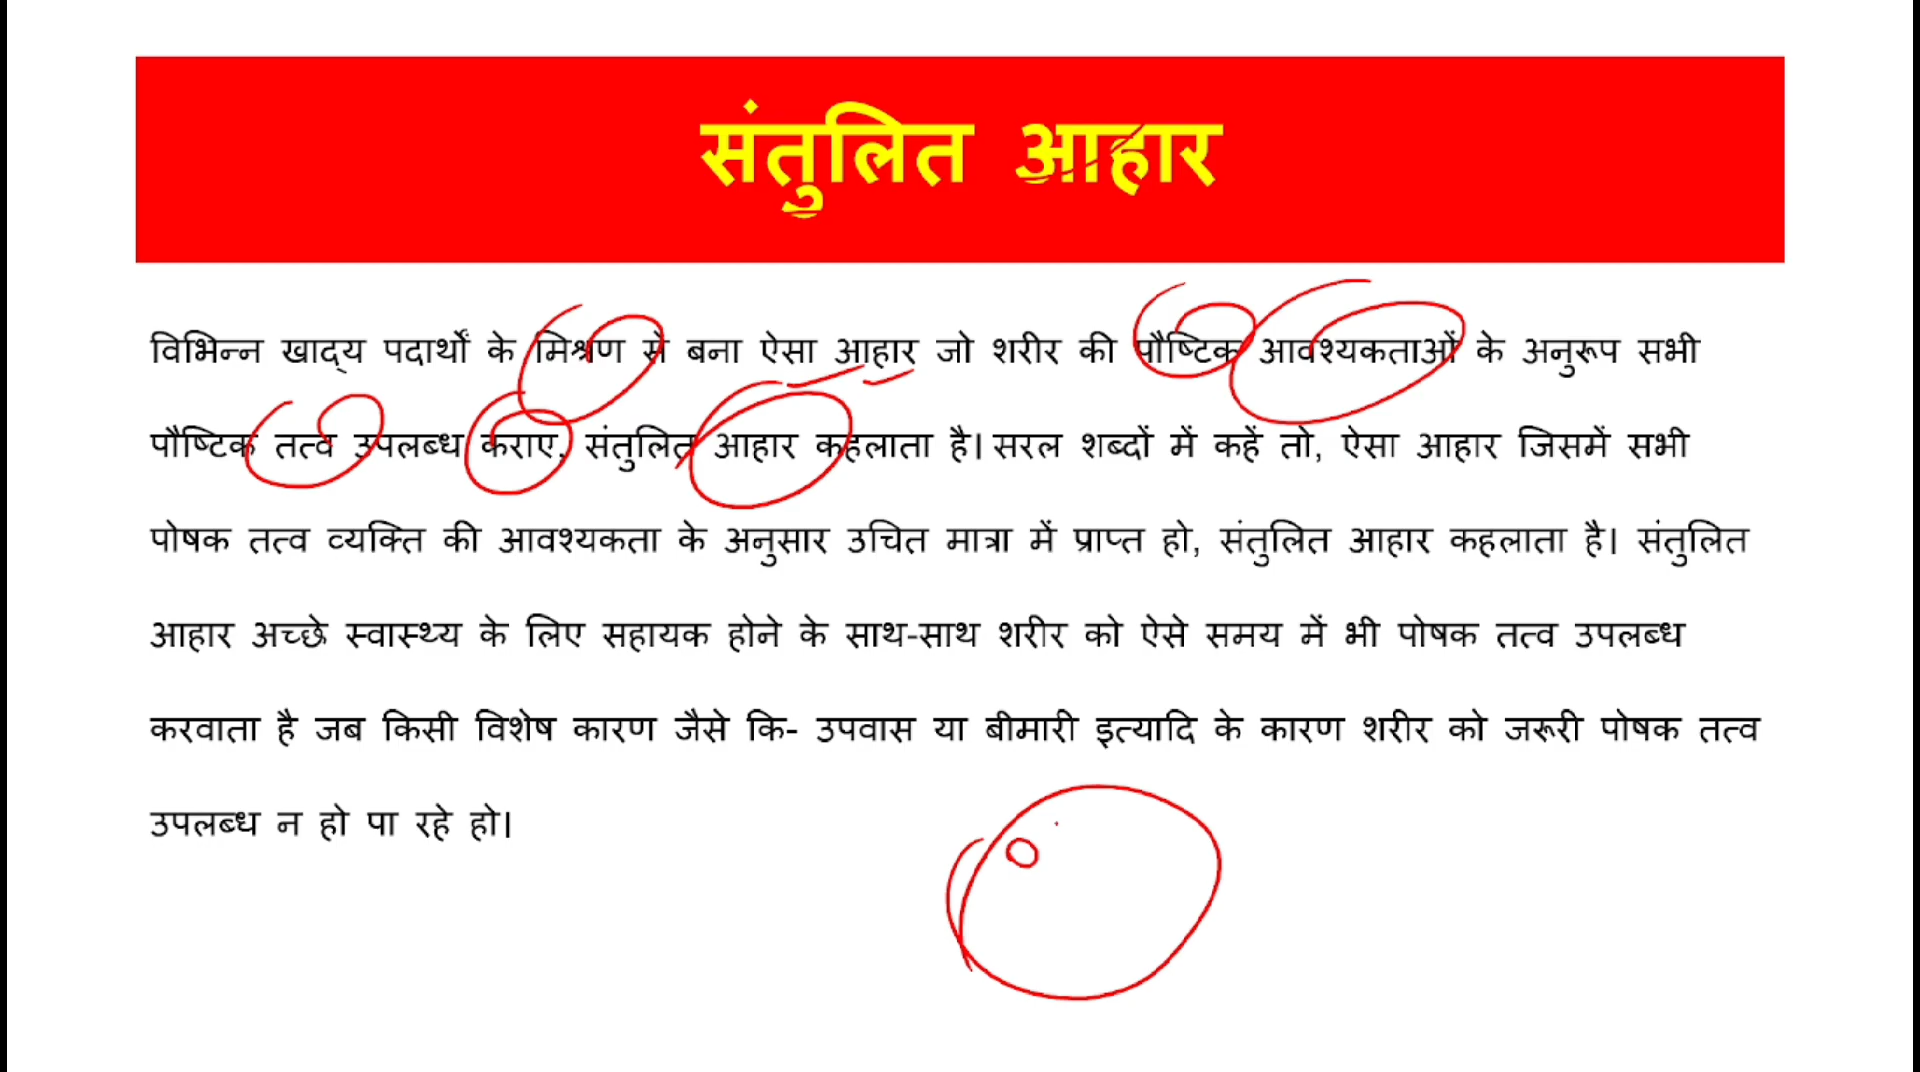 संतुलित आहार
विभिन्न खाद्य पदार्थों के मिश्रण से बना ऐसा आहार जो शरीर की पौष्टिक आवश्यकताओं के अनुरूप सभी
पौष्टिक तत्व उपलब्ध कराए, संतुलित आहार कहलाता है। सरल शब्दों में कहें तो, ऐसा आहार जिसमें सभी
पोषक तत्व व्यक्ति की आवश्यकता के अनुसार उचित मात्रा में प्राप्त हो, संतुलित आहार कहलाता है। संतुलित
आहार अच्छे स्वास्थ्य के लिए सहायक होने के साथ-साथ शरीर को ऐसे समय में भी पोषक तत्व उपलब्ध
करवाता है जब किसी विशेष कारण जैसे कि- उपवास या बीमारी इत्यादि के कारण शरीर को जरूरी पोषक तत्व
उपलब्ध न हो पा रहे हो।